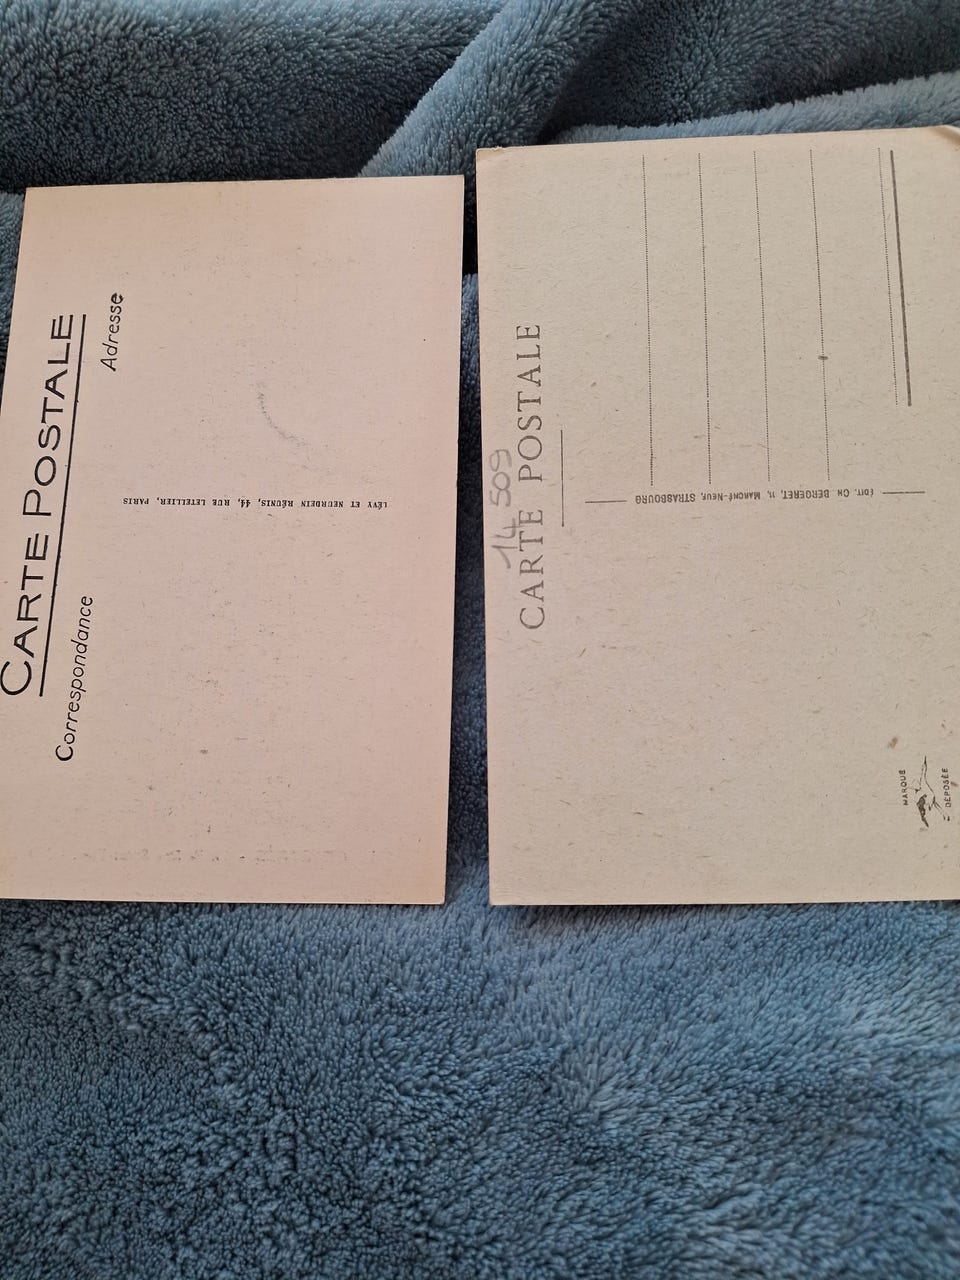 CARTE POSTALE
Correspondance
Adresse
LÉVY ET NEURDEIN RÉUNIS, 44, RUE LETELLIER, PARIS
14 509
CARTE POSTALE
ÉDIT. CH BERGERET, 11, MARCHÉ-NEUF, STRASBOURG
MARQUE
DÉPOSÉE